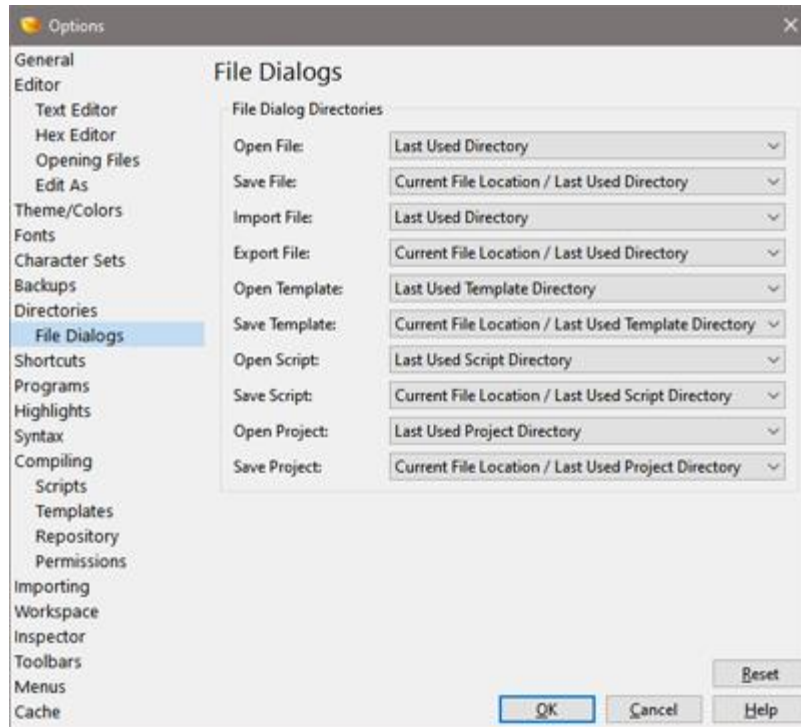 Options
General
Editor
Text Editor
Hex Editor
Opening Files
Edit As
Theme/Colors
Fonts
Character Sets
Backups
Directories
File Dialogs
Shortcuts
Programs
Highlights
Syntax
Compiling
Scripts
Templates
Repository
Permissions
Importing
Workspace
Inspector
Toolbars
Menus
Cache
File Dialogs
File Dialog Directories
Open File: Last Used Directory
Save File: Current File Location / Last Used Directory
Import File: Last Used Directory
Export File: Current File Location / Last Used Directory
Open Template: Last Used Template Directory
Save Template: Current File Location / Last Used Template Directory
Open Script: Last Used Script Directory
Save Script: Current File Location / Last Used Script Directory
Open Project: Last Used Project Directory
Save Project: Current File Location / Last Used Project Directory
Reset
OK Cancel Help